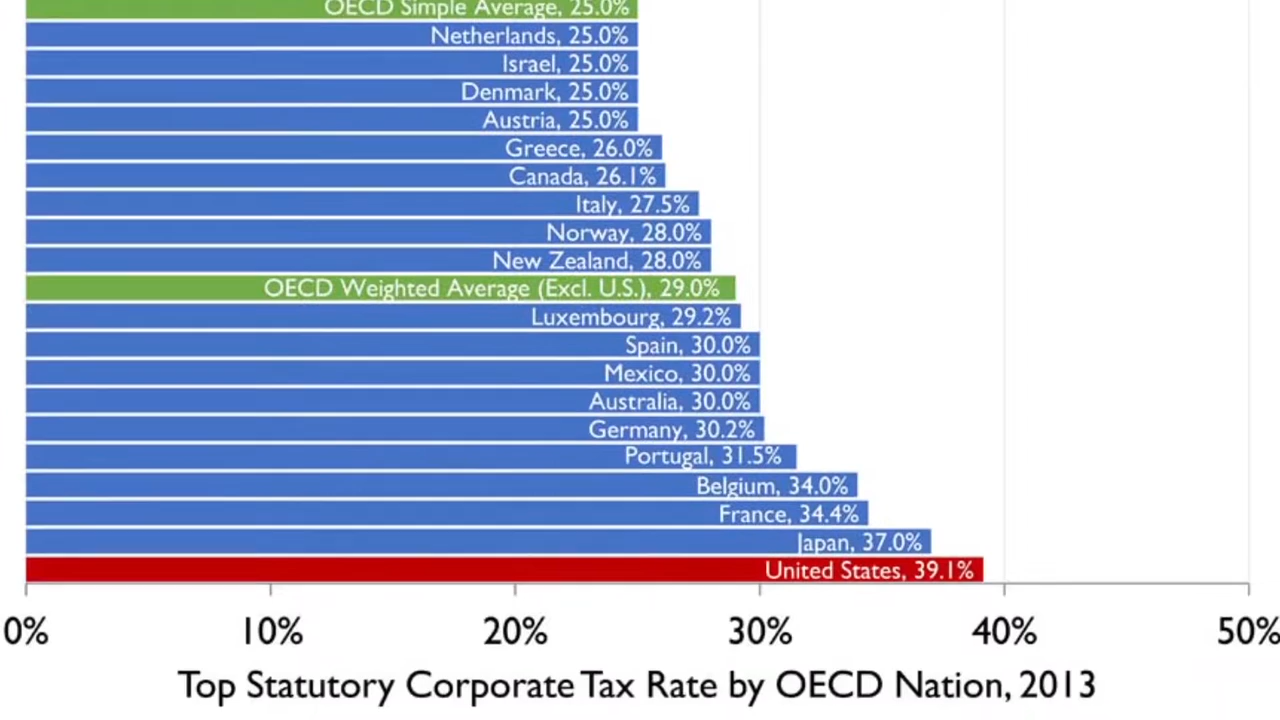 OECD Simple Average, 25.0%
Netherlands, 25.0%
Israel, 25.0%
Denmark, 25.0%
Austria, 25.0%
Greece, 26.0%
Canada, 26.1%
Italy, 27.5%
Norway, 28.0%
New Zealand, 28.0%
OECD Weighted Average (Excl. U.S.), 29.0%
Luxembourg, 29.2%
Spain, 30.0%
Mexico, 30.0%
Australia, 30.0%
Germany, 30.2%
Portugal, 31.5%
Belgium, 34.0%
France, 34.4%
Japan, 37.0%
United States, 39.1%
0% 10% 20% 30% 40% 50%
Top Statutory Corporate Tax Rate by OECD Nation, 2013